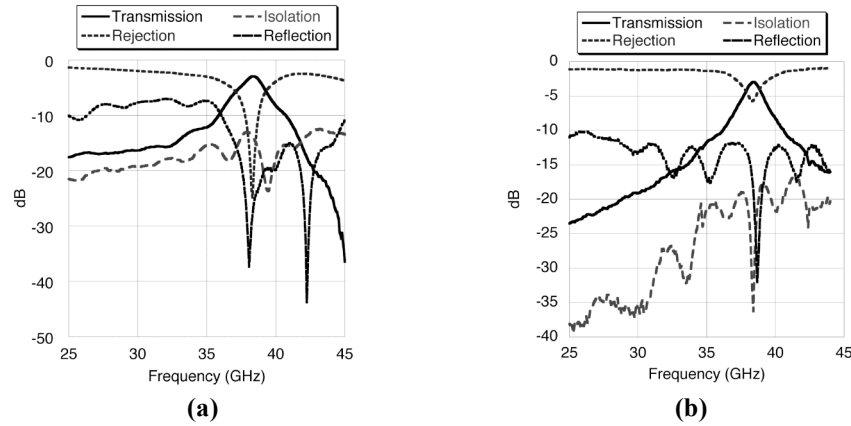 Transmission Isolation
Rejection Reflection
0
-10
-20
-30
-40
-50
dB
25 30 35 40 45
Frequency (GHz)
(a)
Transmission Isolation
Rejection Reflection
0
-5
-10
-15
-20
-25
-30
-35
-40
dB
25 30 35 40 45
Frequency (GHz)
(b)